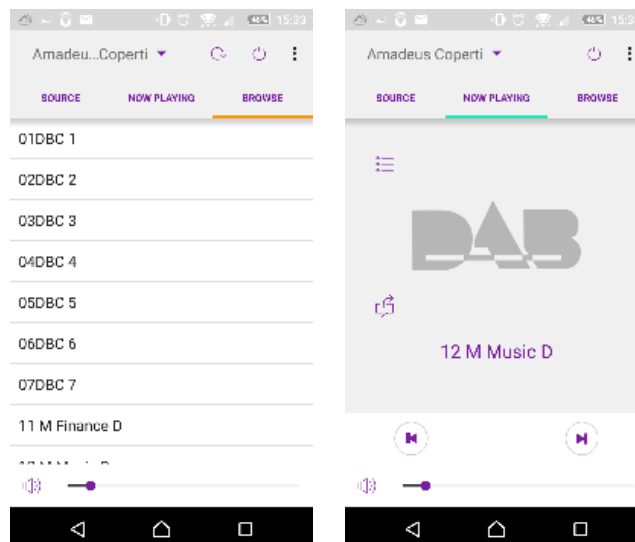 46% 15:33
Amadeu...Coperti
SOURCE NOW PLAYING BROWSE
01DBC 1
02DBC 2
03DBC 3
04DBC 4
05DBC 5
06DBC 6
07DBC 7
11 M Finance D
Amadeus Coperti
SOURCE NOW PLAYING BROWSE
DAB
12 M Music D